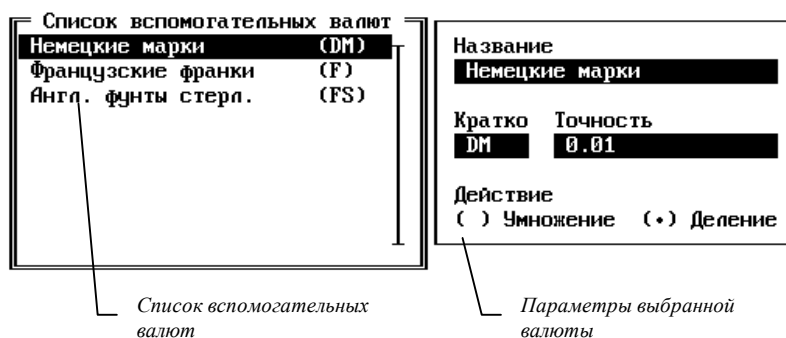 Список вспомогательных валют
Немецкие марки (DM)
Французские франки (F)
Англ. фунты стерл. (FS)
Название
Немецкие марки
Кратко Точность
DM 0.01
Действие
( ) Умножение (•) Деление
Список вспомогательных
валют
Параметры выбранной
валюты